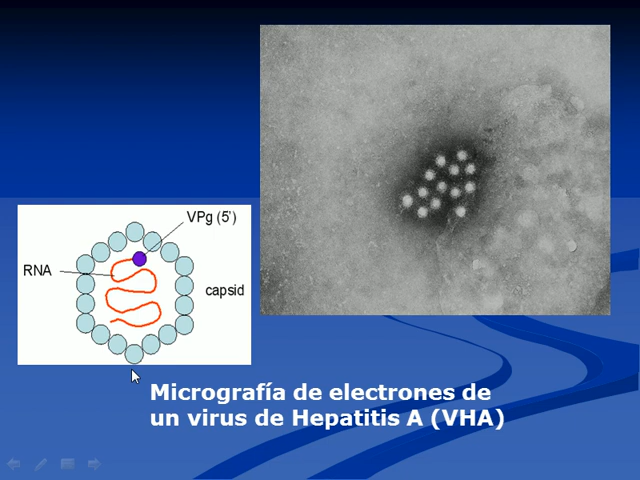 VPg (5')
RNA
capsid
Micrografía de electrones de
un virus de Hepatitis A (VHA)